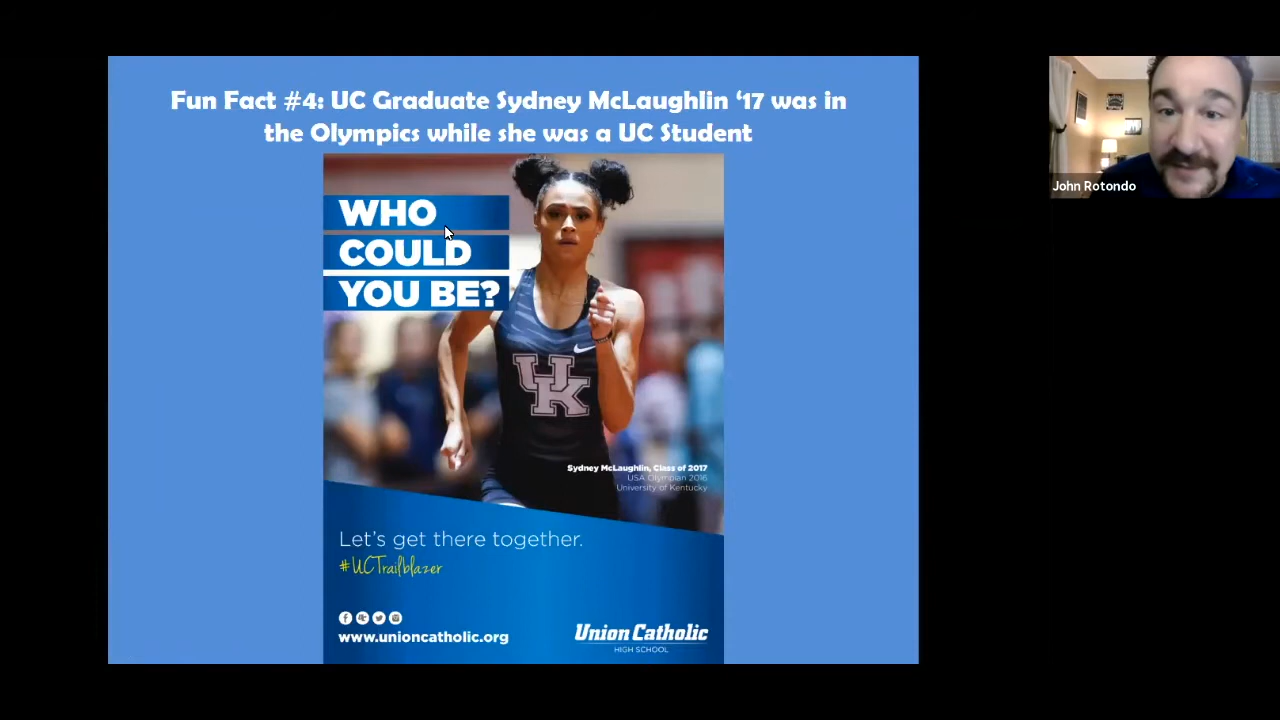 Fun Fact #4: UC Graduate Sydney McLaughlin ‘17 was in
the Olympics while she was a UC Student
WHO
COULD
YOU BE?
UK
Sydney McLaughlin, Class of 2017
USA Olympian 2016
University of Kentucky
Let's get there together.
#UCTrailblazer
www.unioncatholic.org
Union Catholic
HIGH SCHOOL
John Rotondo